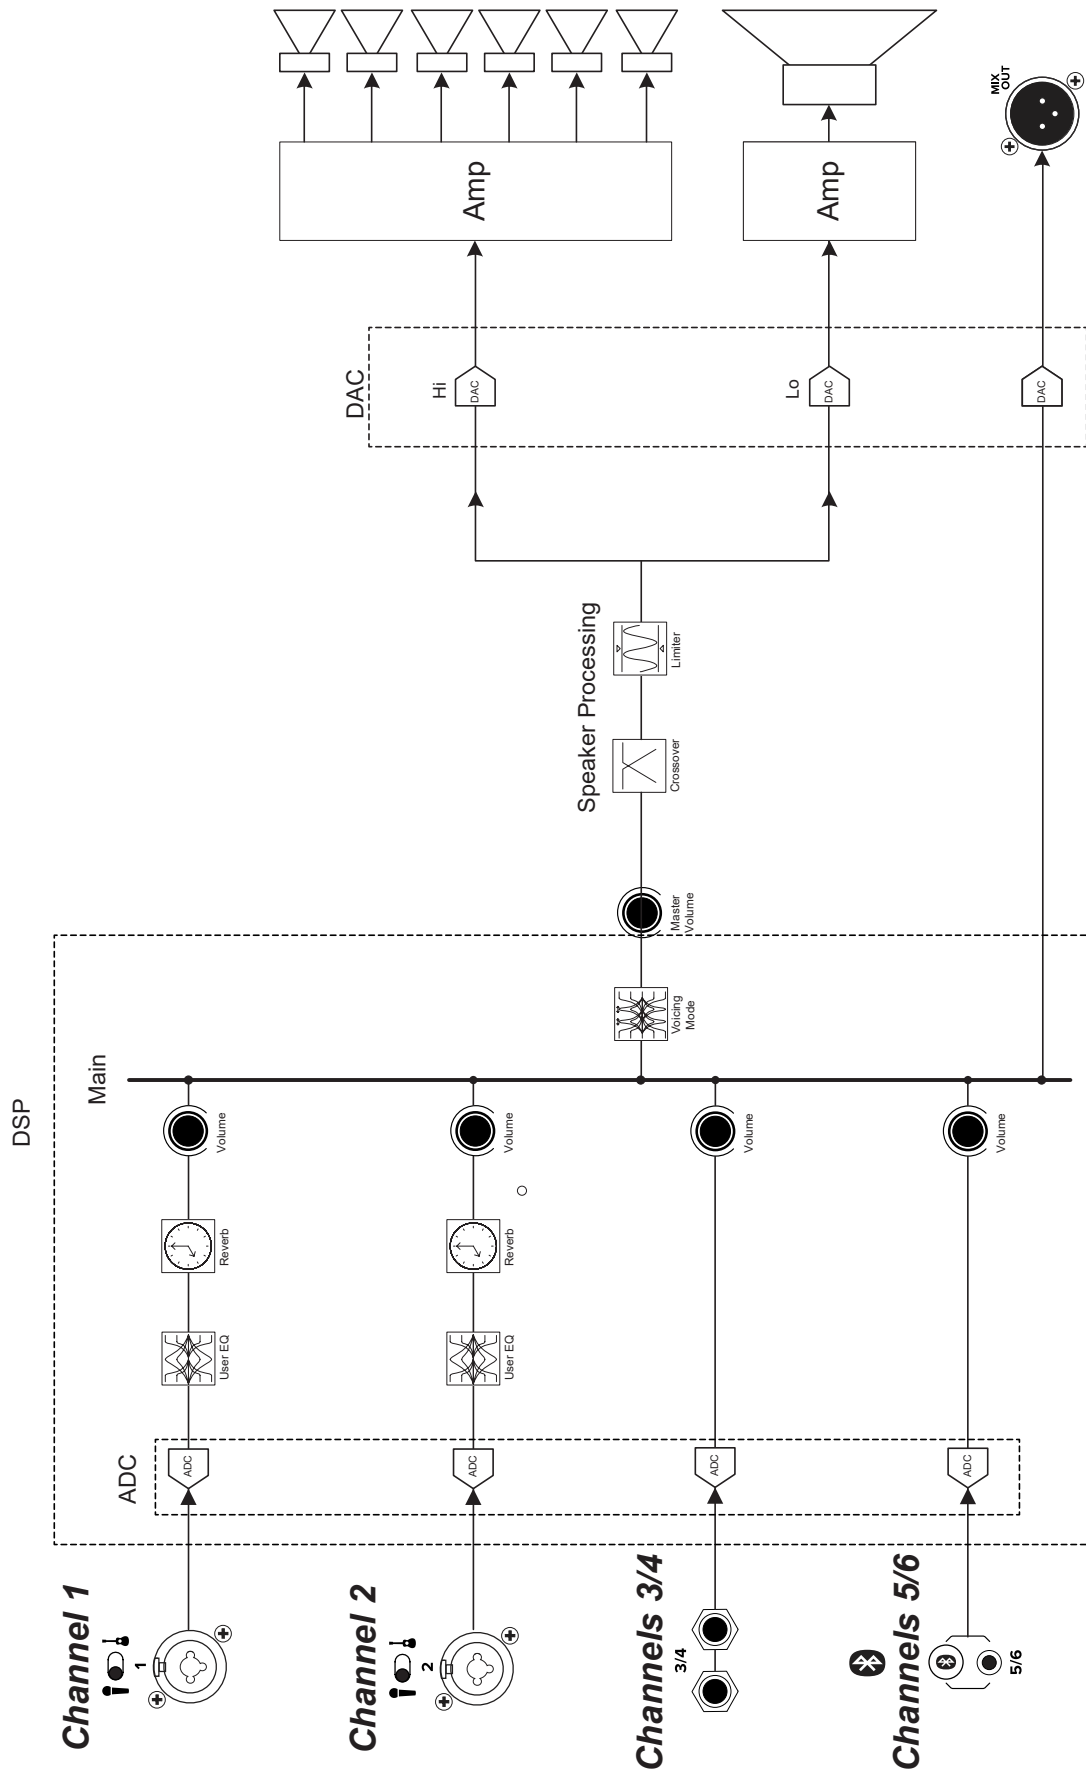 DSP
Channel 1
1
ADC
ADC
User EQ
Reverb
Volume
Main
Channel 2
2
ADC
User EQ
Reverb
Volume
Channels 3/4
3/4
ADC
Volume
Channels 5/6
5/6
ADC
Volume
Voicing
Mode
Master
Volume
Speaker Processing
Crossover
Limiter
DAC
Hi
DAC
Amp
Lo
DAC
Amp
DAC
MIX
OUT